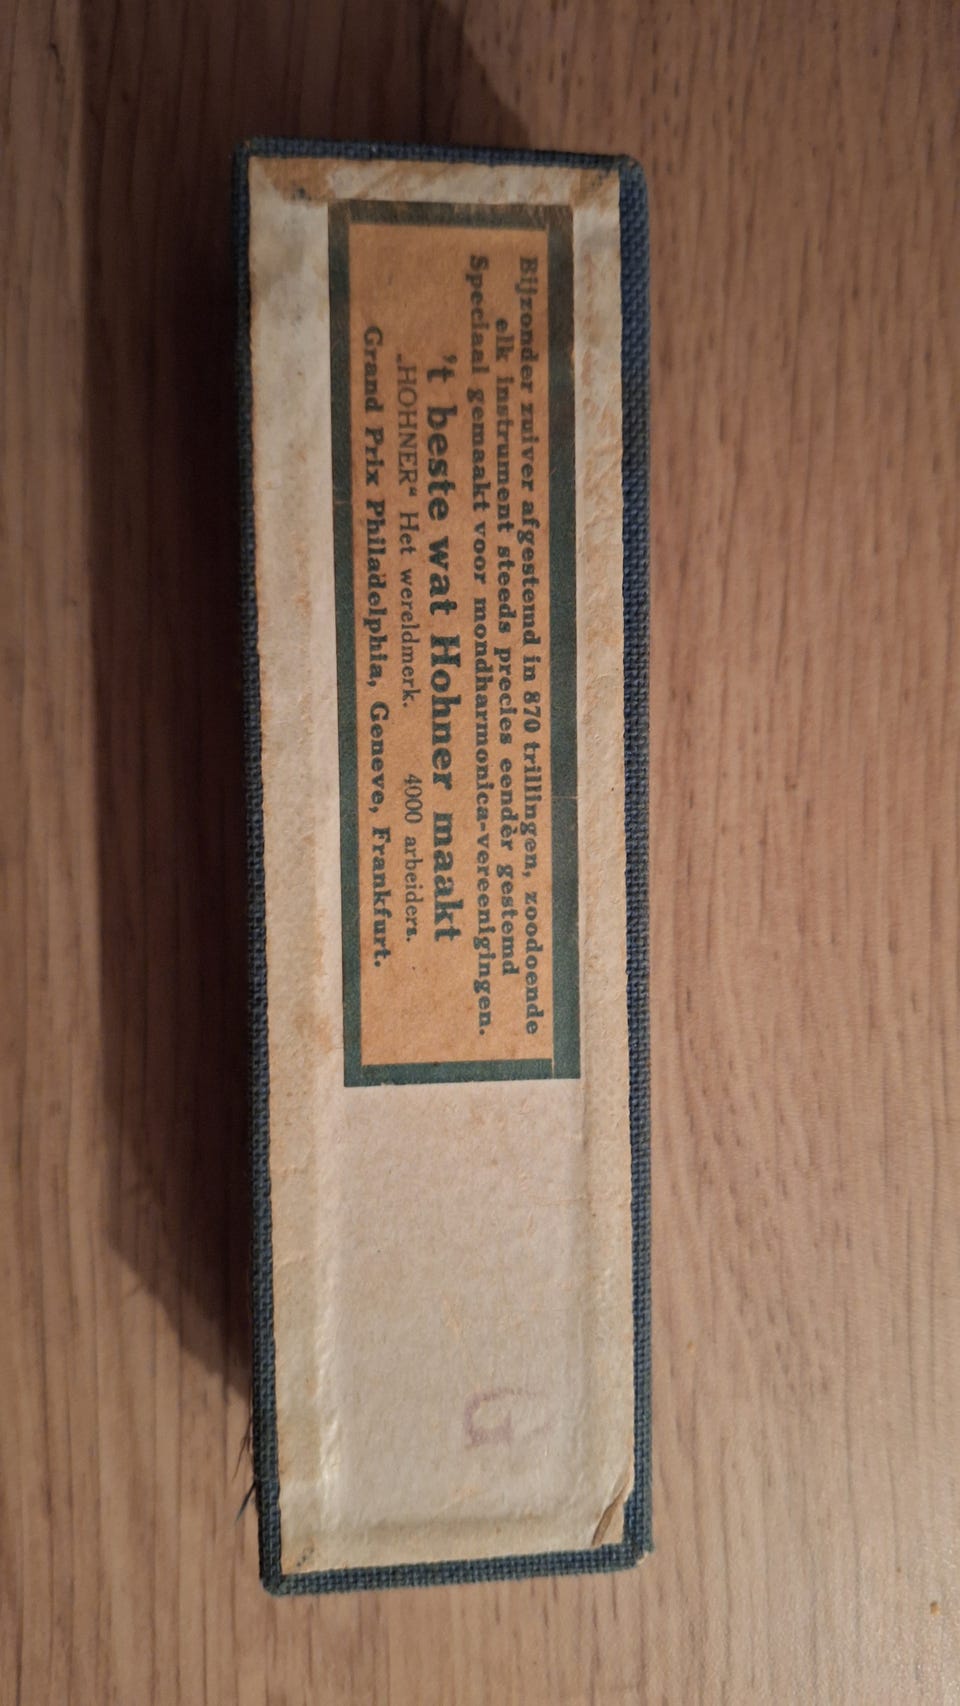 Bijzonder zuiver afgestemd in 870 trillingen, zoodoende
elk instrument steeds precies eendèr gestemd
Speciaal gemaakt voor mondharmonica-vereenigingen.
't beste wat Hohner maakt
„HOHNER“ Het wereldmerk. 4000 arbeiders.
Grand Prix Philadelphia, Geneve, Frankfurt.
G